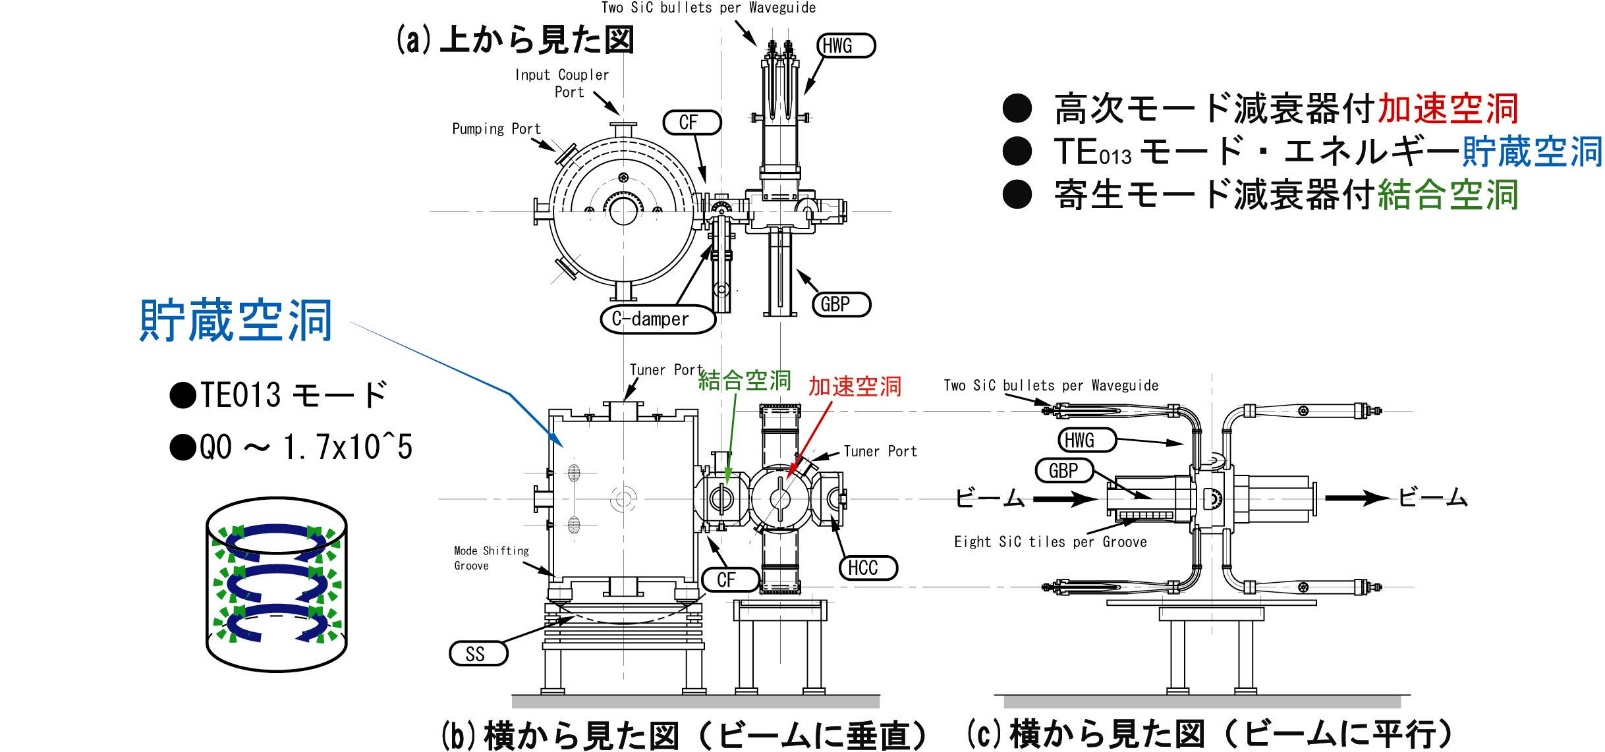 Two SiC bullets per Waveguide
(a)上から見た図
HWG
Input Coupler
Port
Pumping Port
CF
C-damper
GBP
● 高次モード減衰器付加速空洞
● TE013 モード・エネルギー貯蔵空洞
● 寄生モード減衰器付結合空洞
貯蔵空洞
●TE013 モード
●Q0 ～ 1.7x10^5
Tuner Port
結合空洞
加速空洞
Tuner Port
Mode Shifting
Groove
CF
HCC
SS
(b)横から見た図（ビームに垂直）
Two SiC bullets per Waveguide
HWG
GBP
ビーム
ビーム
Eight SiC tiles per Groove
(c)横から見た図（ビームに平行）